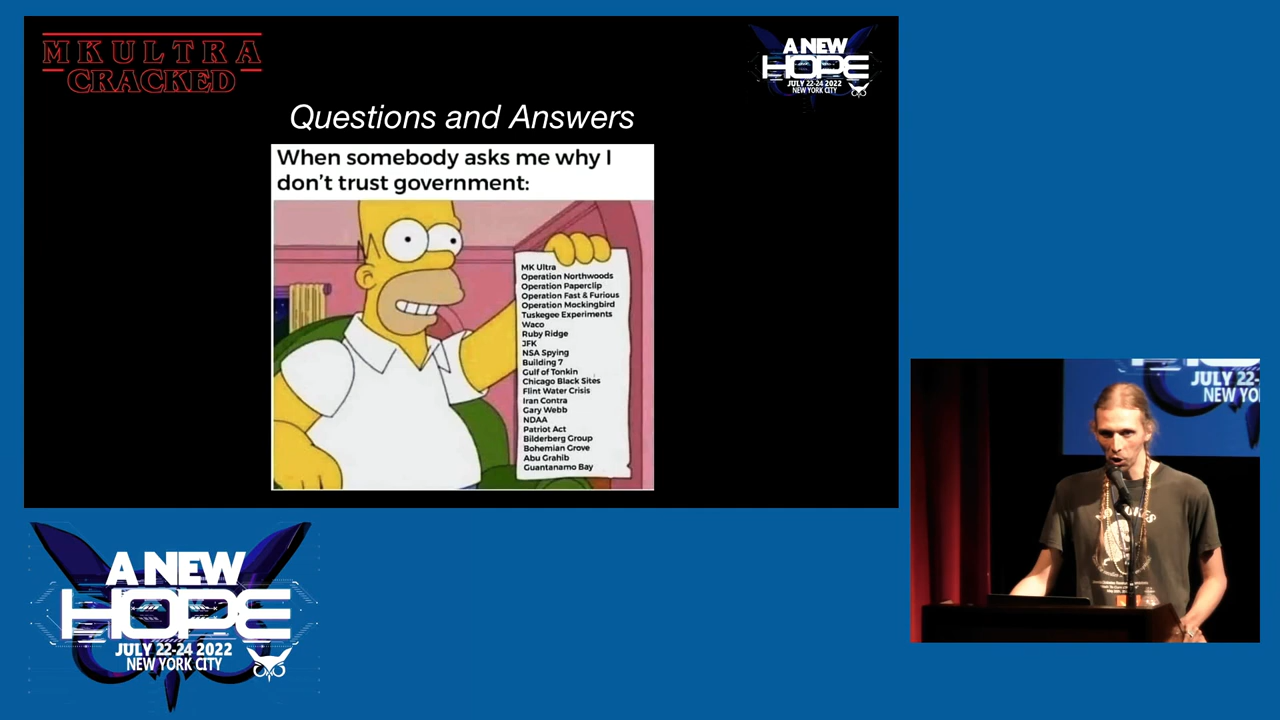 MKULTRA
CRACKED
A NEW
HOPE
JULY 22-24 2022
NEW YORK CITY
Questions and Answers
When somebody asks me why I
don't trust government:
MK Ultra
Operation Northwoods
Operation Paperclip
Operation Fast & Furious
Operation Mockingbird
Tuskegee Experiments
Waco
Ruby Ridge
JFK
NSA Spying
Building 7
Gulf of Tonkin
Chicago Black Sites
Flint Water Crisis
Iran Contra
Gary Webb
NDAA
Patriot Act
Bilderberg Group
Bohemian Grove
Abu Grahib
Guantanamo Bay
JULY 22-
NEW YO
A NEW
HOPE
JULY 22-24 2022
NEW YORK CITY